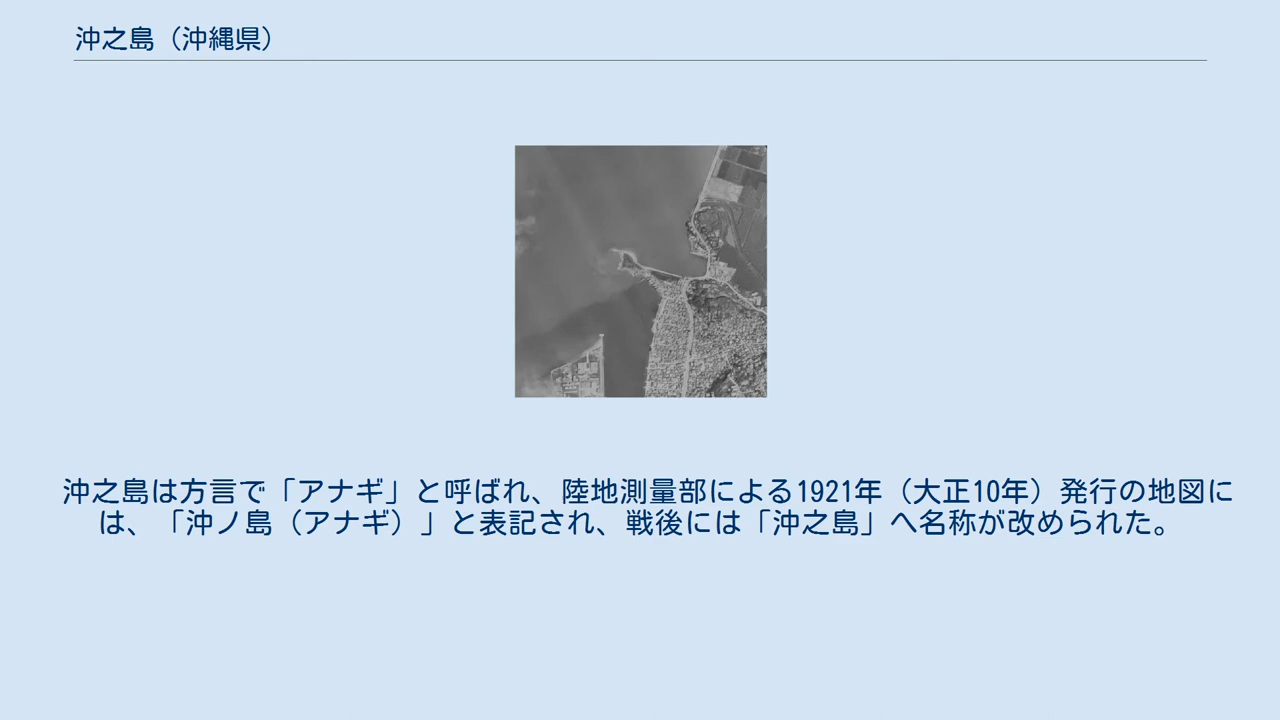 沖之島（沖縄県）
沖之島は方言で「アナギ」と呼ばれ、陸地測量部による1921年（大正10年）発行の地図に
は、「沖ノ島（アナギ）」と表記され、戦後には「沖之島」へ名称が改められた。